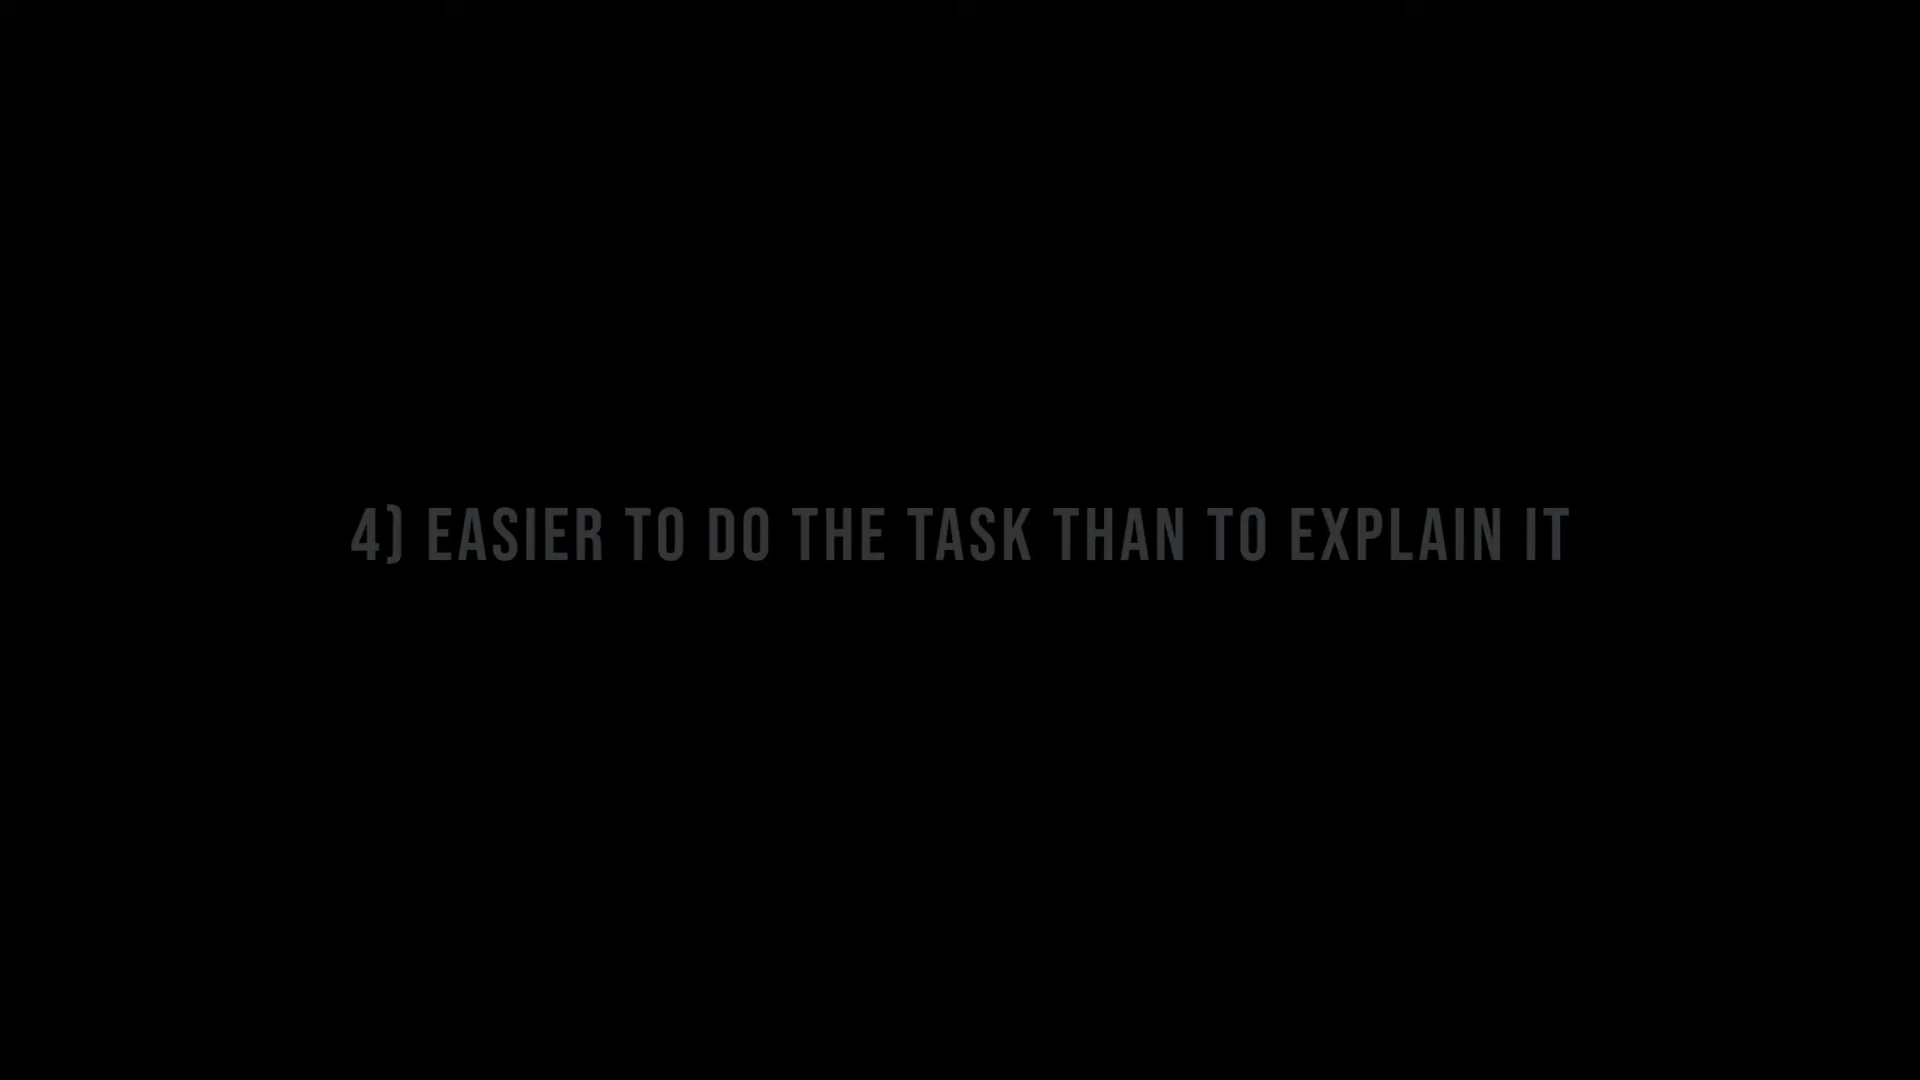 4) EASIER TO DO THE TASK THAN TO EXPLAIN IT